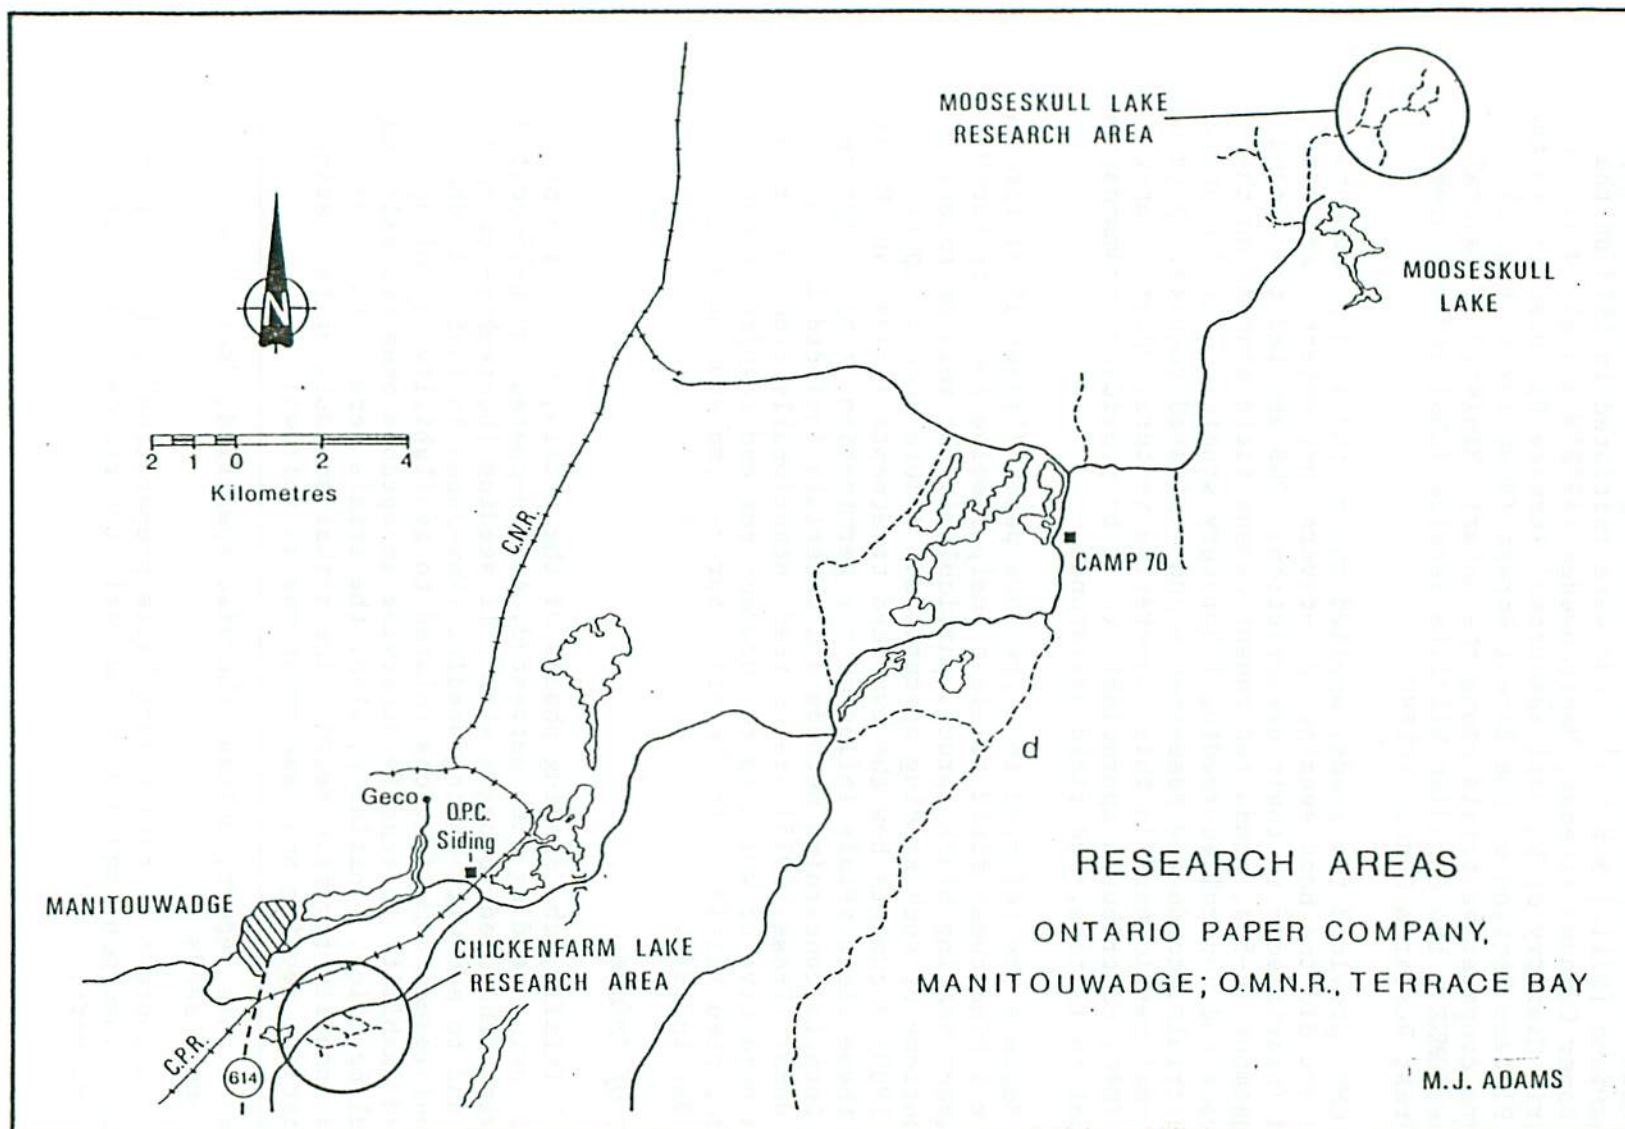 MOOSESKULL LAKE
RESEARCH AREA
MOOSESKULL
LAKE
N
2 1 0 2 4
Kilometres
C.N.R.
CAMP 70
d
Geco
O.P.C.
Siding
MANITOUWADGE
CHICKENFARM LAKE
RESEARCH AREA
C.P.R.
614
RESEARCH AREAS
ONTARIO PAPER COMPANY,
MANITOUWADGE; O.M.N.R., TERRACE BAY
M.J. ADAMS